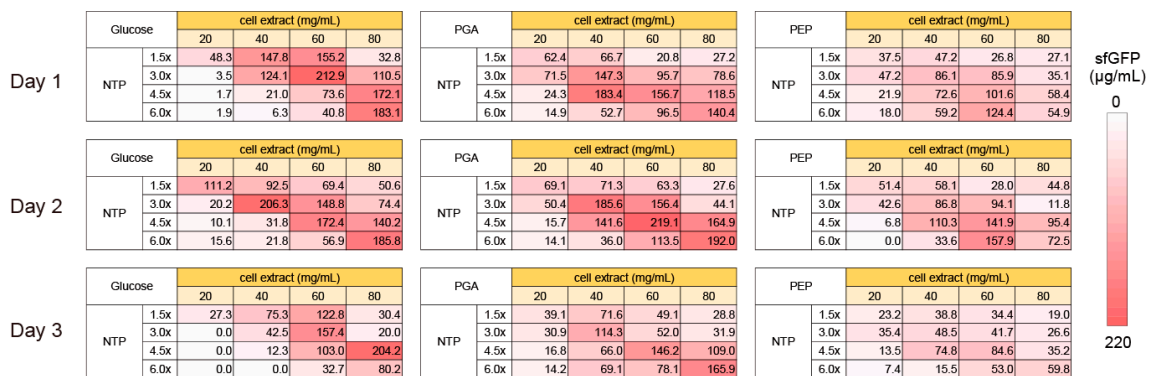 Glucose cell extract (mg/mL) PGA cell extract (mg/mL) PEP cell extract (mg/mL)
20 40 60 80 20 40 60 80 20 40 60 80
Day 1 NTP 1.5x 48.3 147.8 155.2 32.8 NTP 1.5x 62.4 66.7 20.8 27.2 NTP 1.5x 37.5 47.2 26.8 27.1
3.0x 3.5 124.1 212.9 110.5 3.0x 71.5 147.3 95.7 78.6 3.0x 47.2 86.1 85.9 35.1
4.5x 1.7 21.0 73.6 172.1 4.5x 24.3 183.4 156.7 118.5 4.5x 21.9 72.6 101.6 58.4
6.0x 1.9 6.3 40.8 183.1 6.0x 14.9 52.7 96.5 140.4 6.0x 18.0 59.2 124.4 54.9
sfGFP
(µg/mL)
0
Glucose cell extract (mg/mL) PGA cell extract (mg/mL) PEP cell extract (mg/mL)
20 40 60 80 20 40 60 80 20 40 60 80
Day 2 NTP 1.5x 111.2 92.5 69.4 50.6 NTP 1.5x 69.1 71.3 63.3 27.6 NTP 1.5x 51.4 58.1 28.0 44.8
3.0x 20.2 206.3 148.8 74.4 3.0x 50.4 185.6 156.4 44.1 3.0x 42.6 86.8 94.1 11.8
4.5x 10.1 31.8 172.4 140.2 4.5x 15.7 141.6 219.1 164.9 4.5x 6.8 110.3 141.9 95.4
6.0x 15.6 21.8 56.9 185.8 6.0x 14.1 36.0 113.5 192.0 6.0x 0.0 33.6 157.9 72.5
Glucose cell extract (mg/mL) PGA cell extract (mg/mL) PEP cell extract (mg/mL)
20 40 60 80 20 40 60 80 20 40 60 80
Day 3 NTP 1.5x 27.3 75.3 122.8 30.4 NTP 1.5x 39.1 71.6 49.1 28.8 NTP 1.5x 23.2 38.8 34.4 19.0
3.0x 0.0 42.5 157.4 20.0 3.0x 30.9 114.3 52.0 31.9 3.0x 35.4 48.5 41.7 26.6
4.5x 0.0 12.3 103.0 204.2 4.5x 16.8 66.0 146.2 109.0 4.5x 13.5 74.8 84.6 35.2
6.0x 0.0 0.0 32.7 80.2 6.0x 14.2 69.1 78.1 165.9 6.0x 7.4 15.5 53.0 59.8
220